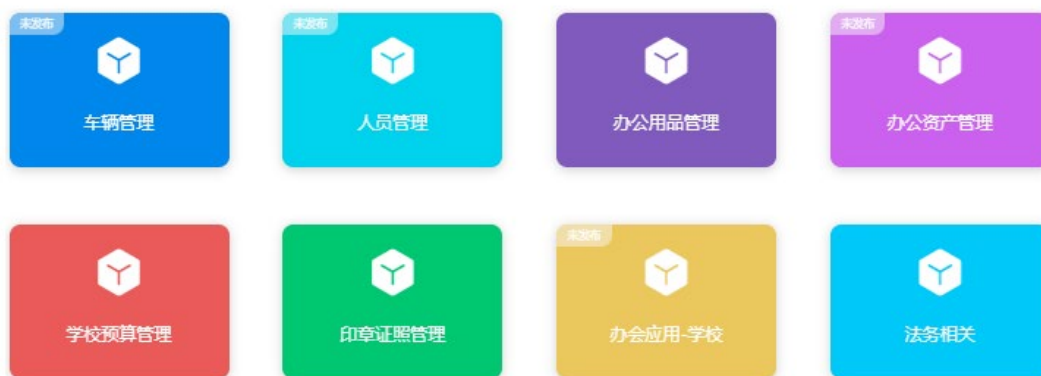 未发布
车辆管理
未发布
人员管理
办公用品管理
未发布
办公资产管理
学校预算管理
印章证照管理
未发布
办会应用-学校
法务相关